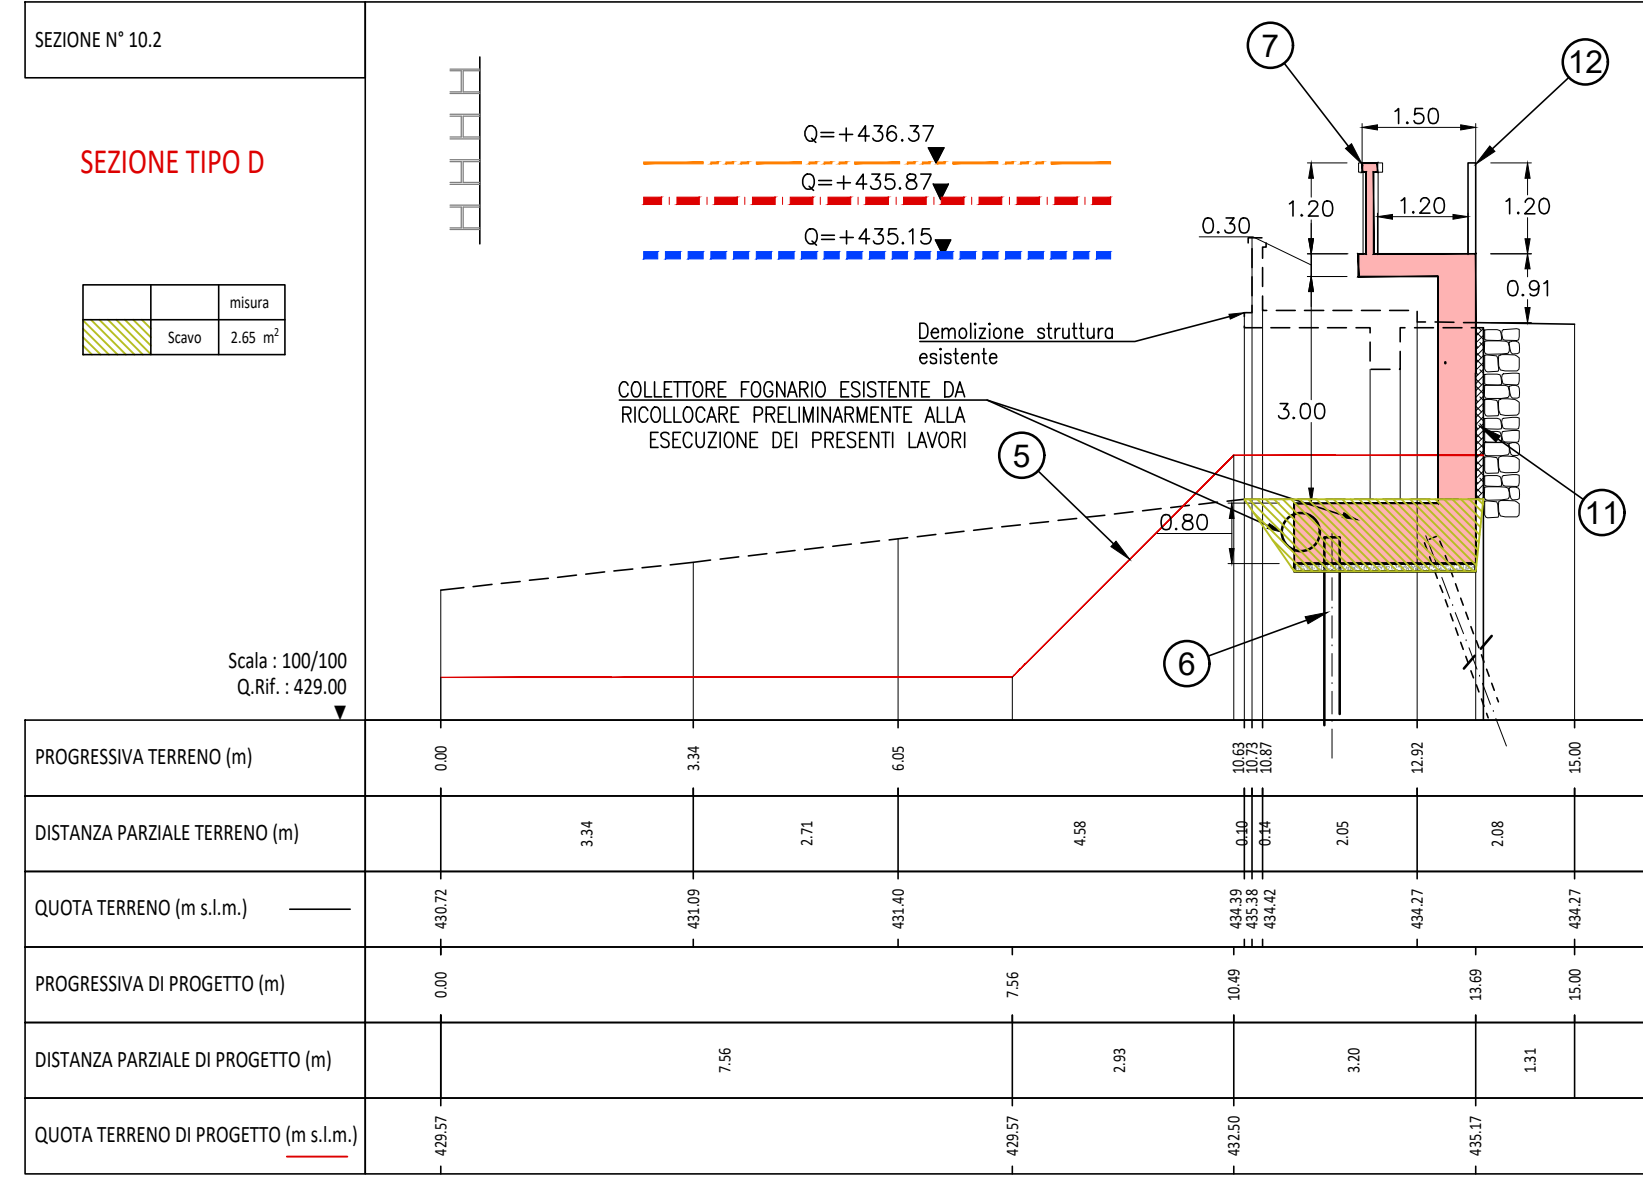 SEZIONE N° 10.2
SEZIONE TIPO D
misura
Scavo 2.65 m²
Q=+436.37
Q=+435.87
Q=+435.15
7
12
1.50
1.20
1.20
1.20
0.30
0.91
Demolizione struttura
esistente
COLLETTORE FOGNARIO ESISTENTE DA
RICOLLOCARE PRELIMINARMENTE ALLA
ESECUZIONE DEI PRESENTI LAVORI
3.00
5
11
0.80
6
Scala : 100/100
Q.Rif. : 429.00
PROGRESSIVA TERRENO (m) 0.00 3.34 6.05 10.63 10.73 10.87 12.92 15.00
DISTANZA PARZIALE TERRENO (m) 3.34 2.71 4.58 0.10 0.14 2.05 2.08
QUOTA TERRENO (m s.l.m.) 430.72 431.09 431.40 434.39 435.38 434.42 434.27 434.27
PROGRESSIVA DI PROGETTO (m) 0.00 7.56 10.49 13.69 15.00
DISTANZA PARZIALE DI PROGETTO (m) 7.56 2.93 3.20 1.31
QUOTA TERRENO DI PROGETTO (m s.l.m.) 429.57 429.57 432.50 435.17